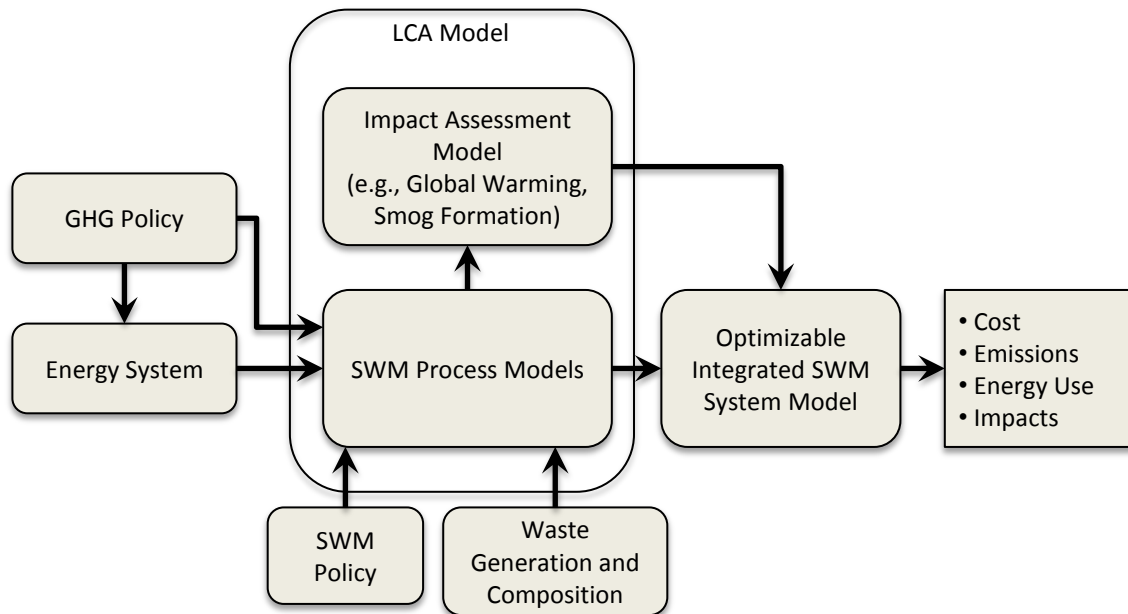 LCA Model
Impact Assessment
Model
(e.g., Global Warming,
Smog Formation)
GHG Policy
Energy System
SWM Process Models
Optimizable
Integrated SWM
System Model
• Cost
• Emissions
• Energy Use
• Impacts
SWM
Policy
Waste
Generation and
Composition